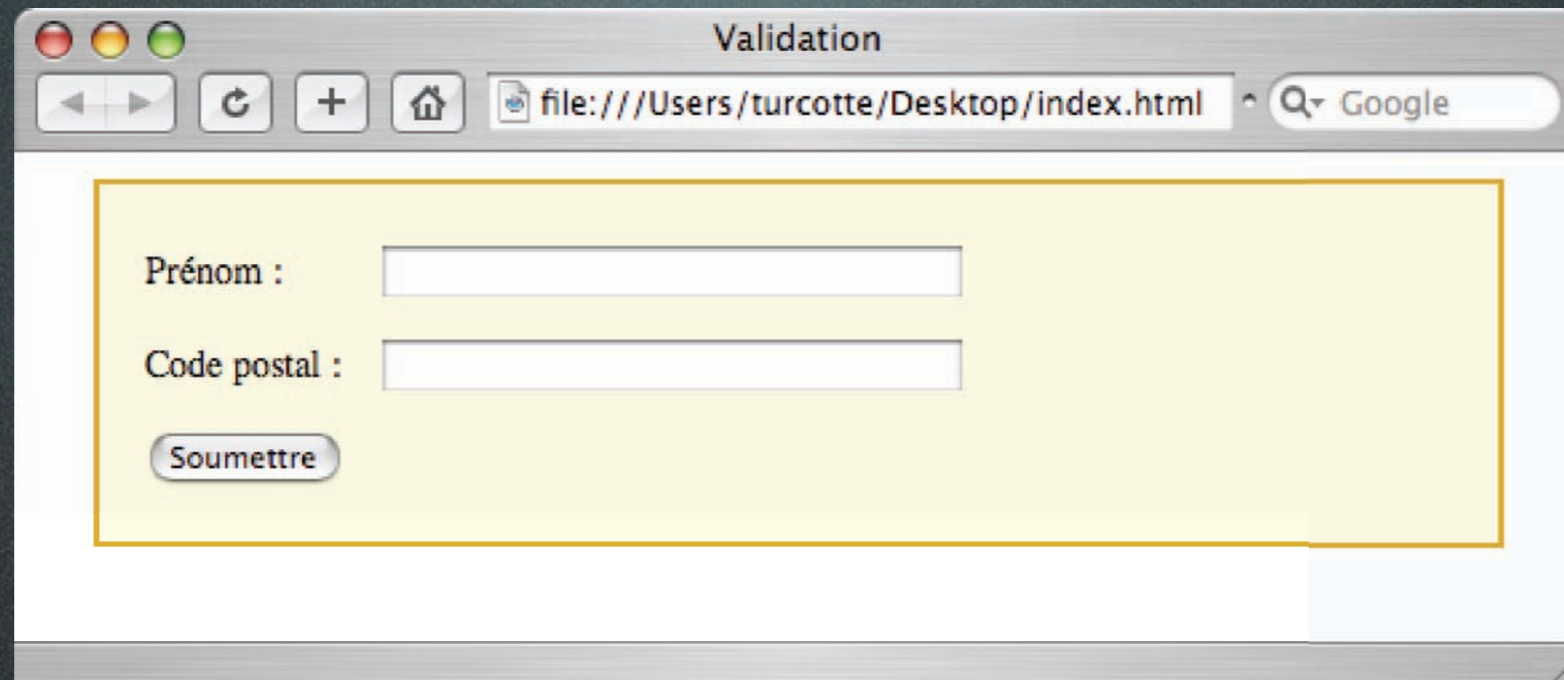 Validation
file:///Users/turcotte/Desktop/index.html
Google
Prénom :
Code postal :
Soumettre